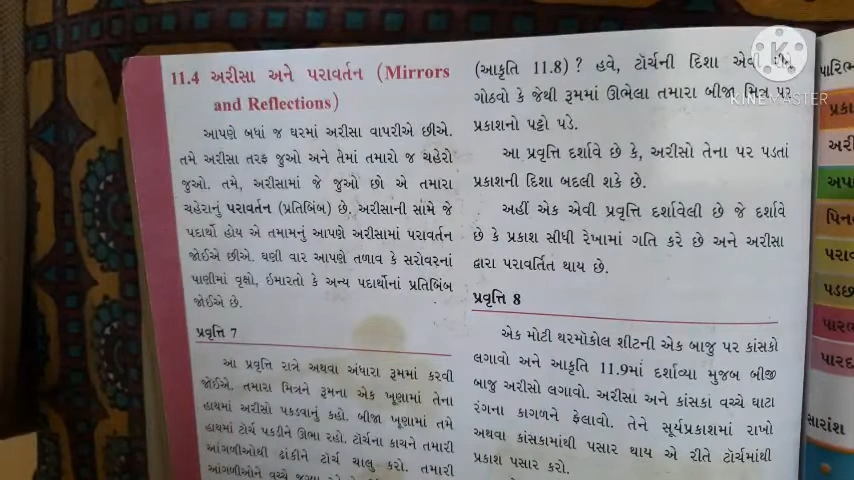 11.4 અરીસા અને પરાવર્તન (Mirrors
and Reflections)
આપણે બધાં જ ઘરમાં અરીસા વાપરીએ છીએ.
તમે અરીસા તરફ જુઓ અને તેમાં તમારો જ ચહેરો
જુઓ. તમે, અરીસામાં જે જુઓ છો એ તમારા
ચહેરાનું પરાવર્તન (પ્રતિબિંબ) છે. અરીસાની સામે જે
પદાર્થો હોય એ તમામનું આપણે અરીસામાં પરાવર્તન
જોઈએ છીએ. ઘણી વાર આપણે તળાવ કે સરોવરનાં
પાણીમાં વૃક્ષો, ઇમારતો કે અન્ય પદાર્થોનાં પ્રતિબિંબ
જોઈએ છે.
પ્રવૃત્તિ 7
આ પ્રવૃત્તિ રાત્રે અથવા અંધારા રૂમમાં કરવી
જોઈએ. તમારા મિત્રને રૂમના એક ખૂણામાં તેના
હાથમાં અરીસો પકડવાનું કહો. બીજા ખૂણામાં તમે
હાથમાં ટૉર્ચ પકડીને ઊભા રહો. ટૉર્ચના કાચને તમારી
આંગળીઓથી ઢાંકીને ટૉર્ચ ચાલુ કરો. તમારી
આંગળીઓને વચ્ચે
(આકૃતિ 11.8) ? હવે, ટૉર્ચની દિશા એવી
ગોઠવો કે જેથી રૂમમાં ઊભેલા તમારા બીજા મિત્ર પર
પ્રકાશનો પટ્ટો પડે.
આ પ્રવૃત્તિ દર્શાવે છે કે, અરીસો તેના પર પડતાં
પ્રકાશની દિશા બદલી શકે છે.
અહીં એક એવી પ્રવૃત્તિ દર્શાવેલી છે જે દર્શાવે
છે કે પ્રકાશ સીધી રેખામાં ગતિ કરે છે અને અરીસા
દ્વારા પરાવર્તિત થાય છે.
પ્રવૃત્તિ 8
એક મોટી થરમૉકોલ શીટની એક બાજુ પર કાંસકો
લગાવો અને આકૃતિ 11.9માં દર્શાવ્યા મુજબ બીજી
બાજુ અરીસો લગાવો. અરીસા અને કાંસકાં વચ્ચે ઘાટા
રંગના કાગળને ફેલાવો. તેને સૂર્યપ્રકાશમાં રાખો
અથવા કાંસકામાંથી પસાર થાય એ રીતે ટૉર્ચમાંથી
પ્રકાશ પસાર કરો.
સારાંશ
KINEMASTER